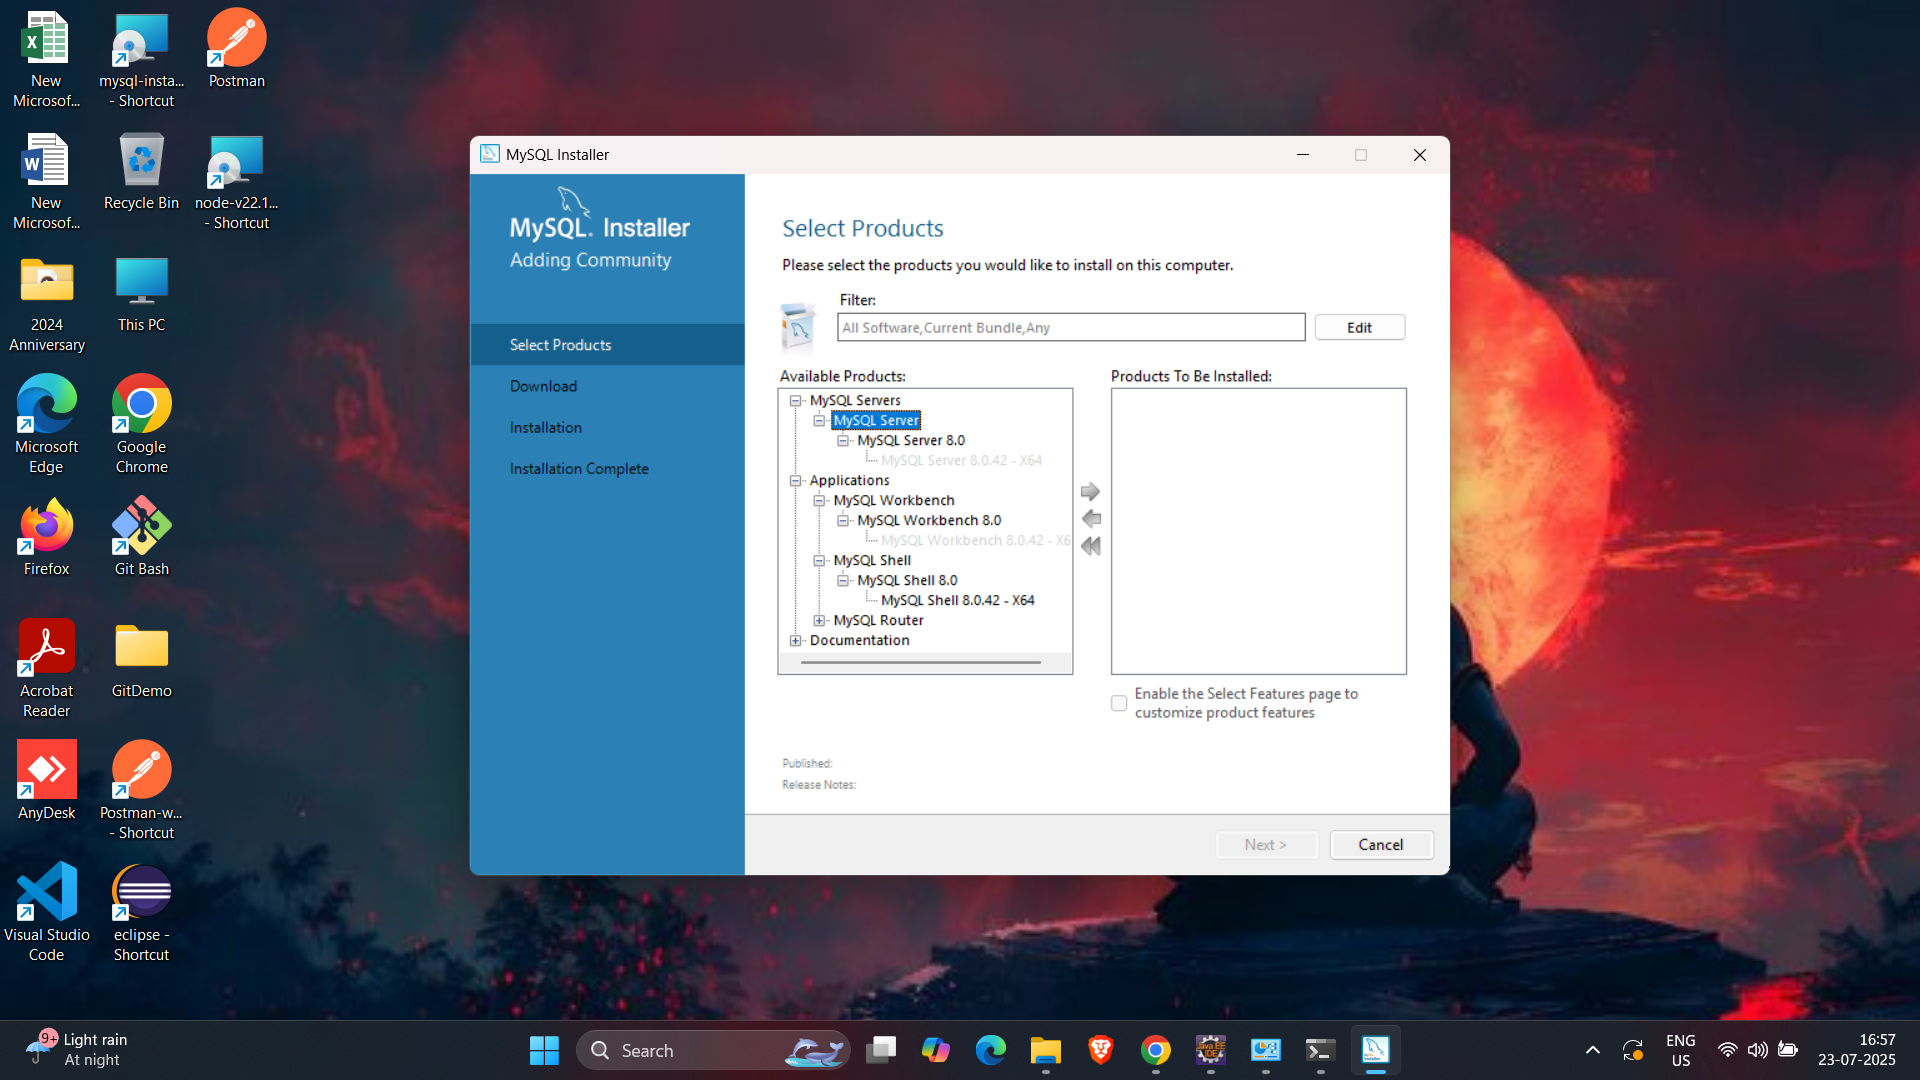 New
Microsof...
mysql-insta...
- Shortcut
Postman
New
Microsof...
Recycle Bin
node-v22.1...
- Shortcut
2024
Anniversary
This PC
Microsoft
Edge
Google
Chrome
Firefox
Git Bash
Acrobat
Reader
GitDemo
AnyDesk
Postman-w...
- Shortcut
Visual Studio
Code
eclipse -
Shortcut
MySQL Installer
MySQL. Installer
Adding Community
Select Products
Download
Installation
Installation Complete
Select Products
Please select the products you would like to install on this computer.
Filter:
All Software,Current Bundle,Any
Edit
Available Products:
MySQL Servers
MySQL Server
MySQL Server 8.0
MySQL Server 8.0.42 - X64
Applications
MySQL Workbench
MySQL Workbench 8.0
MySQL Workbench 8.0.42 - X6
MySQL Shell
MySQL Shell 8.0
MySQL Shell 8.0.42 - X64
MySQL Router
Documentation
Products To Be Installed:
Enable the Select Features page to
customize product features
Published:
Release Notes:
Next >
Cancel
9+
Light rain
At night
Search
Java EE
IDE
ENG
US
16:57
23-07-2025